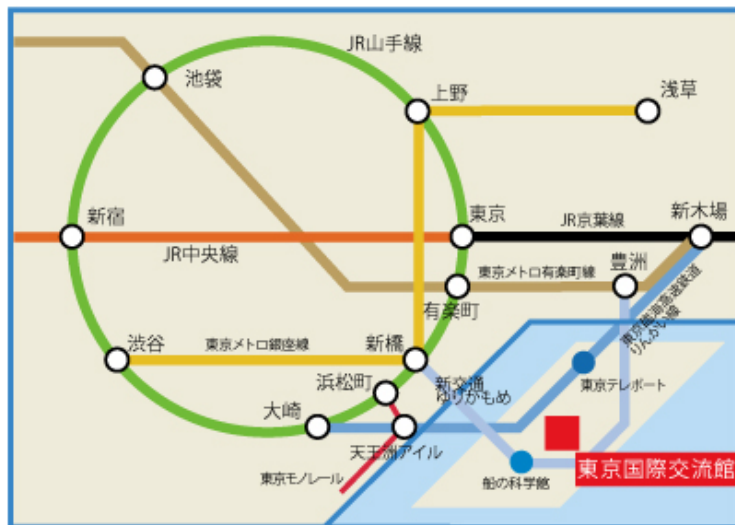 JR山手線
池袋
上野
浅草
新宿
JR中央線
東京
JR京葉線
新木場
東京メトロ有楽町線
豊洲
有楽町
東京臨海高速鉄道
りんかい線
渋谷
東京メトロ銀座線
新橋
浜松町
新交通
ゆりかもめ
東京テレポート
大崎
天王洲アイル
東京モノレール
船の科学館
東京国際交流館